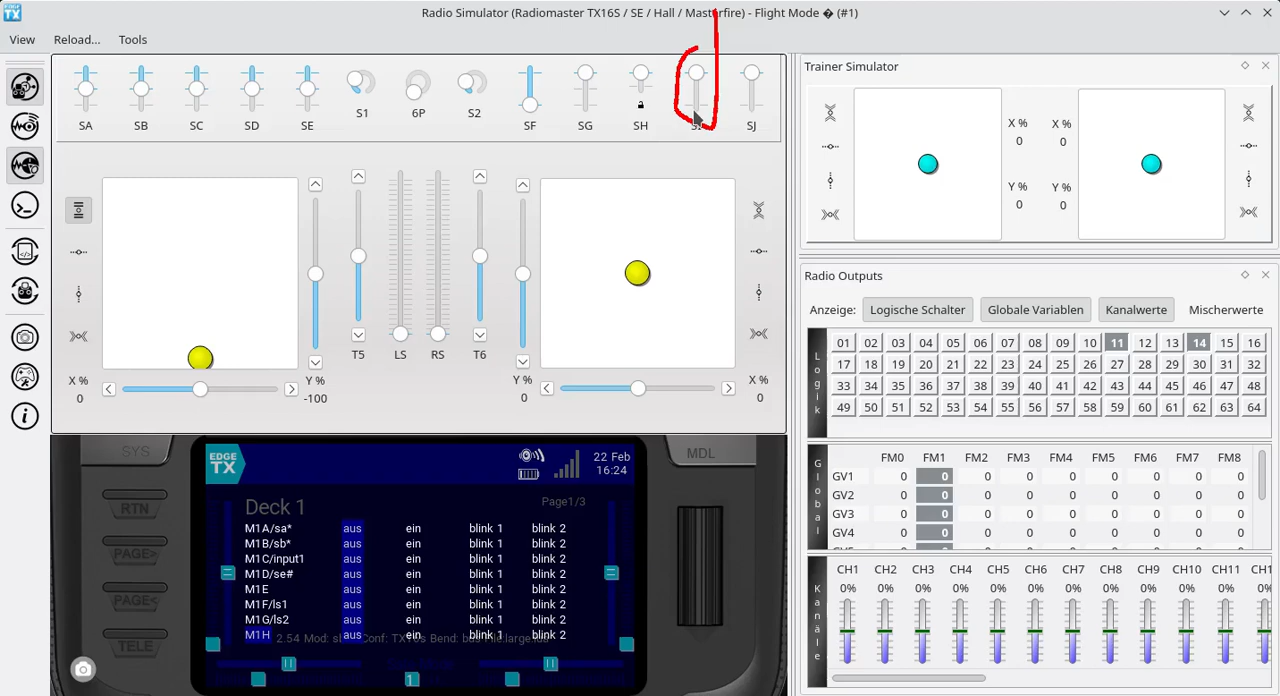 EDGE TX
Radio Simulator (Radiomaster TX16S / SE / Hall / Masterfire) - Flight Mode � (#1)
View Reload... Tools
SA SB SC SD SE S1 6P S2 SF SG SH SJ
X %
0
Y %
-100
T5 LS RS T6
Y %
0
X %
0
Trainer Simulator
X % X %
0 0
Y % Y %
0 0
Radio Outputs
Anzeige: Logische Schalter Globale Variablen Kanalwerte Mischerwerte
Logik
01 02 03 04 05 06 07 08 09 10 11 12 13 14 15 16
17 18 19 20 21 22 23 24 25 26 27 28 29 30 31 32
33 34 35 36 37 38 39 40 41 42 43 44 45 46 47 48
49 50 51 52 53 54 55 56 57 58 59 60 61 62 63 64
Global
FM0 FM1 FM2 FM3 FM4 FM5 FM6 FM7 FM8
GV1 0 0 0 0 0 0 0 0 0
GV2 0 0 0 0 0 0 0 0 0
GV3 0 0 0 0 0 0 0 0 0
GV4 0 0 0 0 0 0 0 0 0
Kanäle
CH1 CH2 CH3 CH4 CH5 CH6 CH7 CH8 CH9 CH10 CH11 CH1
0% 0% 0% 0% 0% 0% 0% 0% 0% 0% 0%
SYS
RTN
PAGE>
PAGE<
TELE
MDL
EDGE TX
22 Feb
16:24
Deck 1 Page1/3
M1A/sa* aus ein blink 1 blink 2
M1B/sb* aus ein blink 1 blink 2
M1C/input1 aus ein blink 1 blink 2
M1D/se# aus ein blink 1 blink 2
M1E aus ein blink 1 blink 2
M1F/ls1 aus ein blink 1 blink 2
M1G/ls2 aus ein blink 1 blink 2
M1H aus ein blink 1 blink 2
2.54 Mod: Conf: TX16s Bend:
1